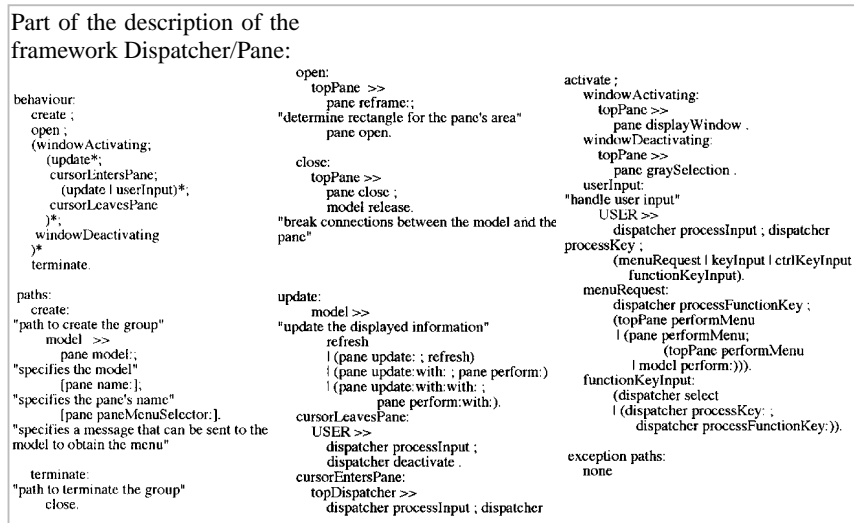 Part of the description of the
framework Dispatcher/Pane:
behaviour:
create ;
open ;
(windowActivating;
(update*;
cursorEntersPane;
(update | userInput)*;
cursorLeavesPane
)*;
windowDeactivating
)*
terminate.
paths:
create:
"path to create the group"
model >>
pane model:;
"specifies the model"
[pane name:];
"specifies the pane's name"
[pane paneMenuSelector:].
"specifies a message that can be sent to the
model to obtain the menu"
terminate:
"path to terminate the group"
close.
open:
topPane >>
pane reframe:;
"determine rectangle for the pane's area"
pane open.
close:
topPane >>
pane close ;
model release.
"break connections between the model and the
pane"
update:
model >>
"update the displayed information"
refresh
| (pane update: ; refresh)
| (pane update:with: ; pane perform:)
| (pane update:with:with: ;
pane perform:with:).
cursorLeavesPane:
USER >>
dispatcher processInput ;
dispatcher deactivate .
cursorEntersPane:
topDispatcher >>
dispatcher processInput ; dispatcher
activate ;
windowActivating:
topPane >>
pane displayWindow .
windowDeactivating:
topPane >>
pane graySelection .
userInput:
"handle user input"
USER >>
dispatcher processInput ; dispatcher
processKey ;
(menuRequest | keyInput | ctrlKeyInput
functionKeyInput).
menuRequest:
dispatcher processFunctionKey ;
(topPane performMenu
| (pane performMenu;
(topPane performMenu
| model perform:))).
functionKeyInput:
(dispatcher select
| (dispatcher processKey: ;
dispatcher processFunctionKey:)).
exception paths:
none